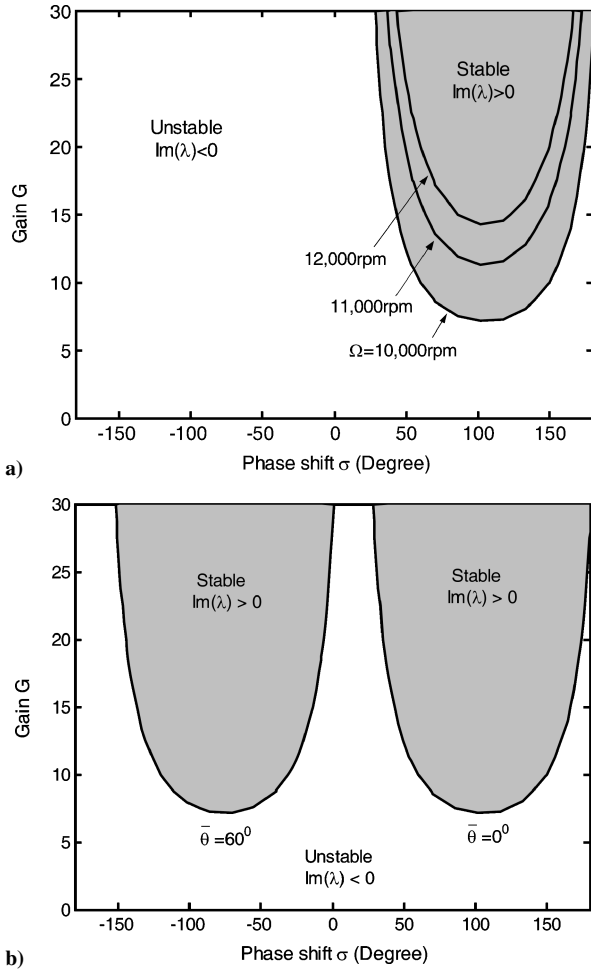 30
25
20
15
10
5
0
Gain G
Unstable
Im(λ)<0
Stable
Im(λ)>0
12,000rpm
11,000rpm
Ω=10,000rpm
-150 -100 -50 0 50 100 150
Phase shift σ (Degree)
a)
30
25
20
15
10
5
0
Gain G
Stable
Im(λ) > 0
Stable
Im(λ) > 0
θ̄ =60⁰
θ̄ =0⁰
Unstable
Im(λ) < 0
-150 -100 -50 0 50 100 150
Phase shift σ (Degree)
b)